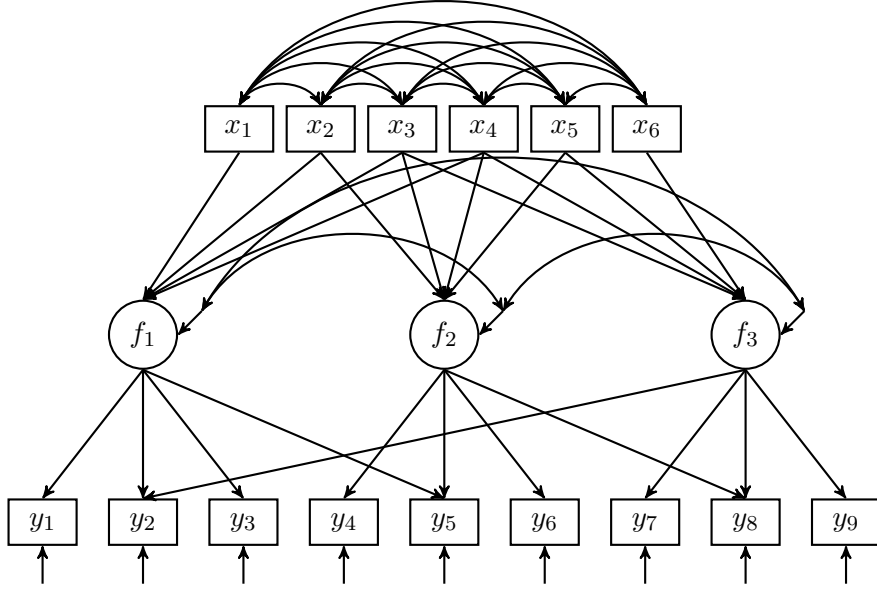 x₁ x₂ x₃ x₄ x₅ x₆
f₁ f₂ f₃
y₁ y₂ y₃ y₄ y₅ y₆ y₇ y₈ y₉